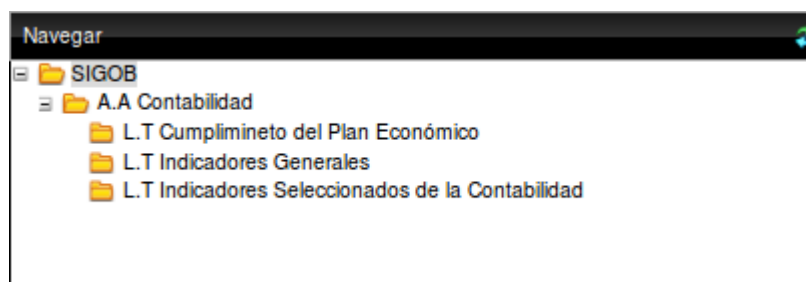 Navegar
SIGOB
A.A Contabilidad
L.T Cumplimineto del Plan Económico
L.T Indicadores Generales
L.T Indicadores Seleccionados de la Contabilidad